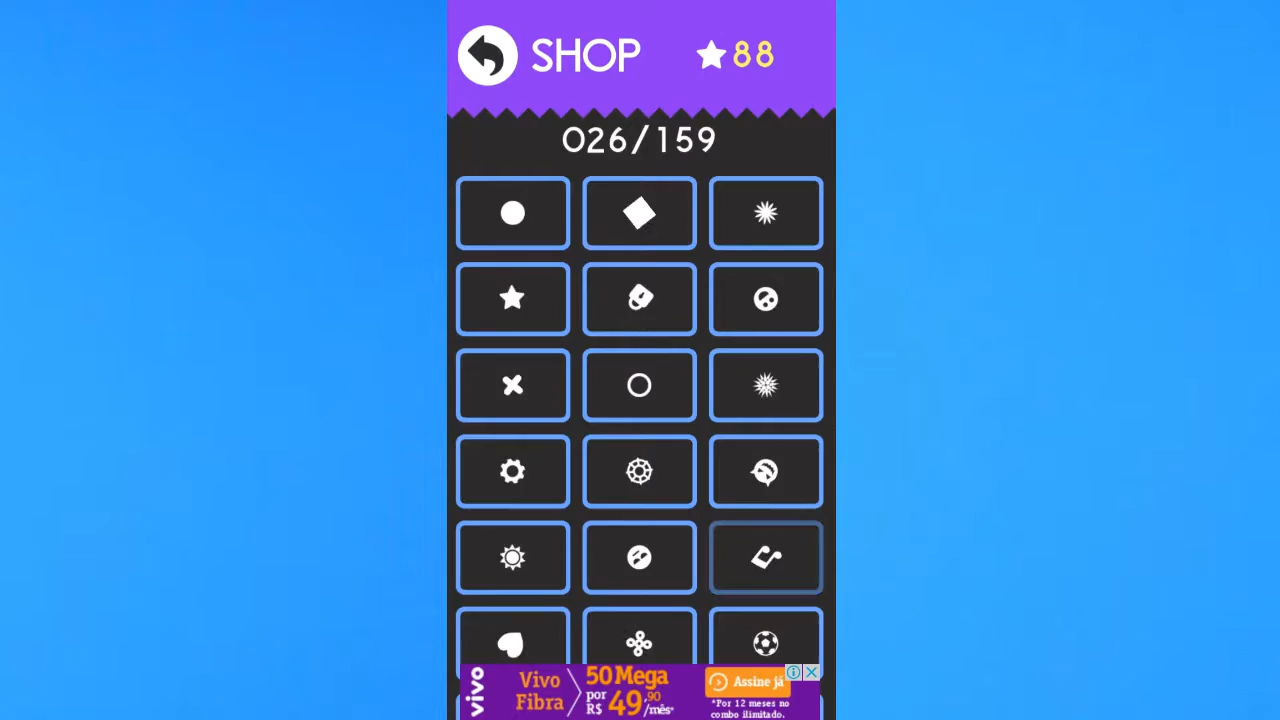 SHOP 88
026/159
vivo
Vivo
Fibra
50 Mega
por
R$ 49,90
/mês*
Assine já
*Por 12 meses no
combo ilimitado.